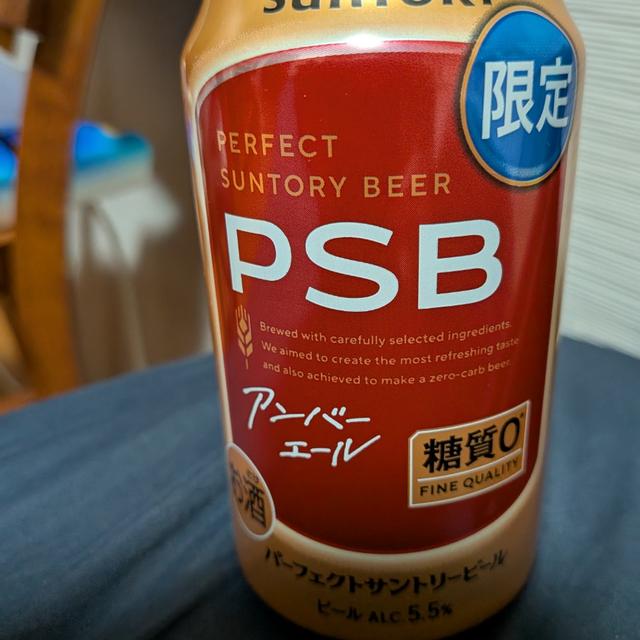 SUNTORY
限定
PERFECT
SUNTORY BEER
PSB
Brewed with carefully selected ingredients.
We aimed to create the most refreshing taste
and also achieved to make a zero-carb beer.
アンバー
エール
糖質0*
FINE QUALITY
お酒
パーフェクトサントリービール
ビール ALC.5.5%